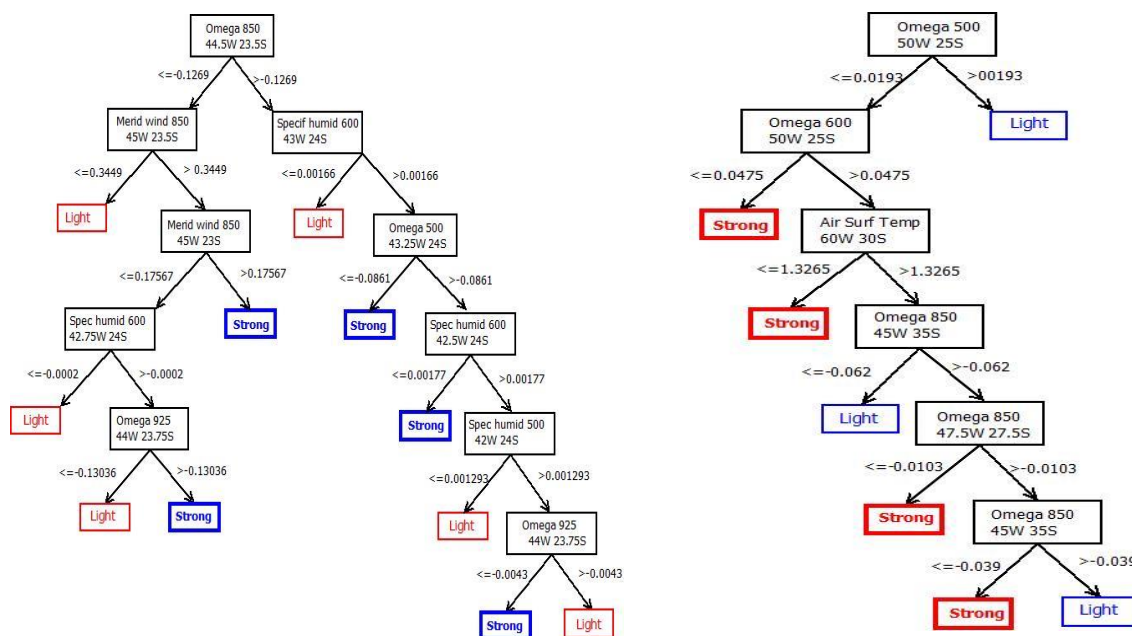 Omega 850
44.5W 23.5S
<=-0.1269
>-0.1269
Merid wind 850
45W 23.5S
Specif humid 600
43W 24S
<=0.3449
> 0.3449
<=0.00166
>0.00166
Light
Merid wind 850
45W 23S
Light
Omega 500
43.25W 24S
<=0.17567
>0.17567
<=-0.0861
>-0.0861
Spec humid 600
42.75W 24S
Strong
Strong
Spec humid 600
42.5W 24S
<=-0.0002
>-0.0002
<=0.00177
>0.00177
Light
Omega 925
44W 23.75S
Strong
Spec humid 500
42W 24S
<=-0.13036
>-0.13036
<=0.001293
>0.001293
Light
Strong
Light
Omega 925
44W 23.75S
<=-0.0043
>-0.0043
Strong
Light
Omega 500
50W 25S
<=0.0193
>00193
Omega 600
50W 25S
Light
<=0.0475
>0.0475
Strong
Air Surf Temp
60W 30S
<=1.3265
>1.3265
Strong
Omega 850
45W 35S
<=-0.062
>-0.062
Light
Omega 850
47.5W 27.5S
<=-0.0103
>-0.0103
Strong
Omega 850
45W 35S
<=-0.039
>-0.039
Strong
Light